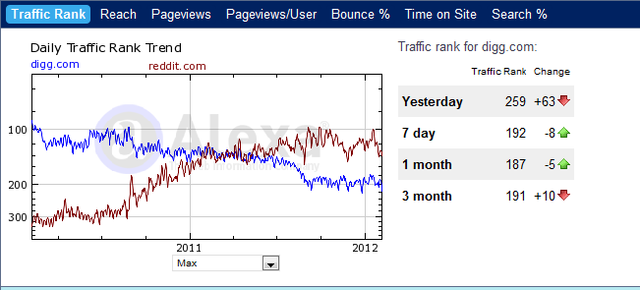 Traffic Rank Reach Pageviews Pageviews/User Bounce % Time on Site Search %
Daily Traffic Rank Trend
digg.com reddit.com
Alexa
100
200
300
2011 2012
Max
Traffic rank for digg.com:
Traffic Rank Change
Yesterday 259 +63
7 day 192 -8
1 month 187 -5
3 month 191 +10